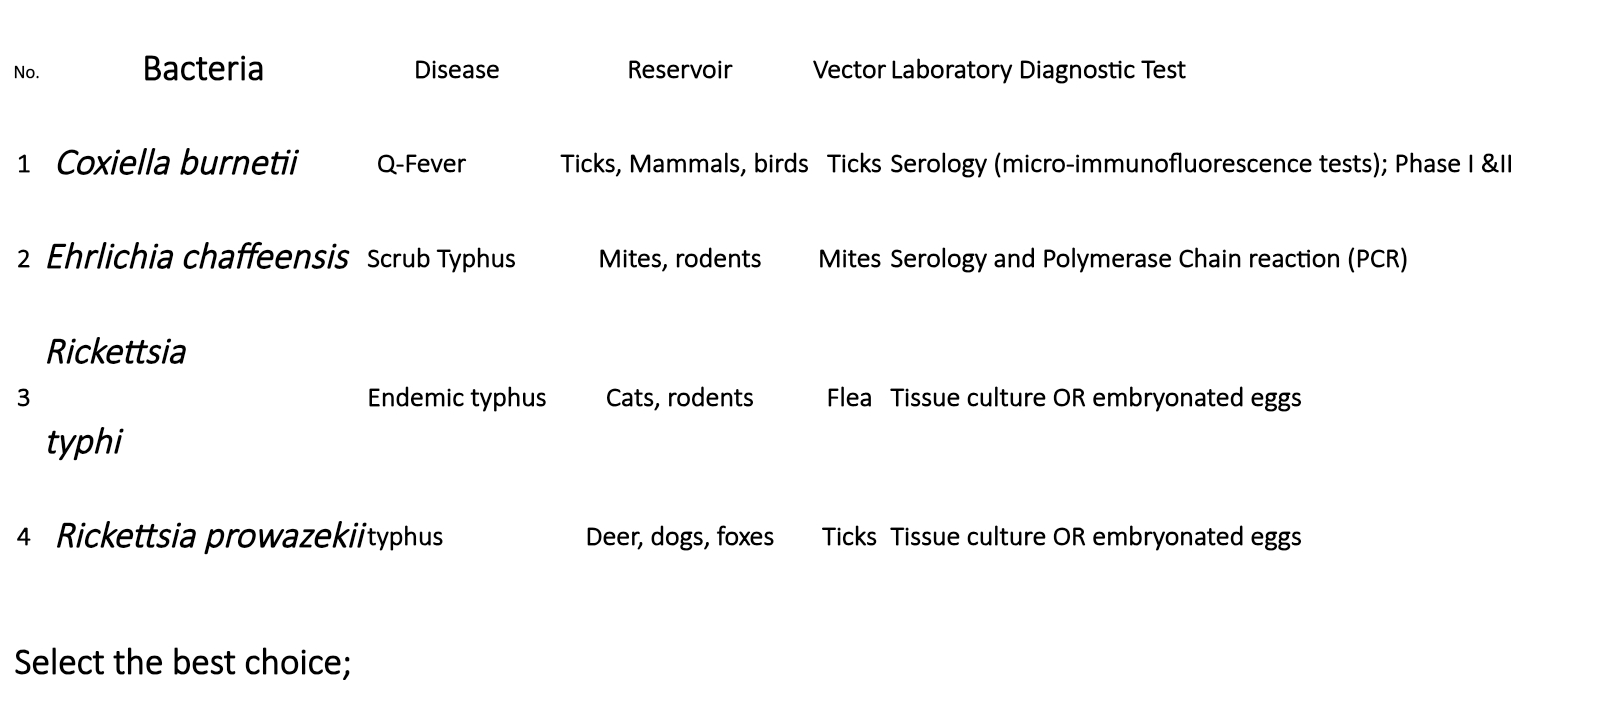 No. Bacteria Disease Reservoir Vector Laboratory Diagnostic Test
1 Coxiella burnetii Q-Fever Ticks, Mammals, birds Ticks Serology (micro-immunofluorescence tests); Phase I &II
2 Ehrlichia chaffeensis Scrub Typhus Mites, rodents Mites Serology and Polymerase Chain reaction (PCR)
Rickettsia
3 Endemic typhus Cats, rodents Flea Tissue culture OR embryonated eggs
typhi
4 Rickettsia prowazekii typhus Deer, dogs, foxes Ticks Tissue culture OR embryonated eggs
Select the best choice;